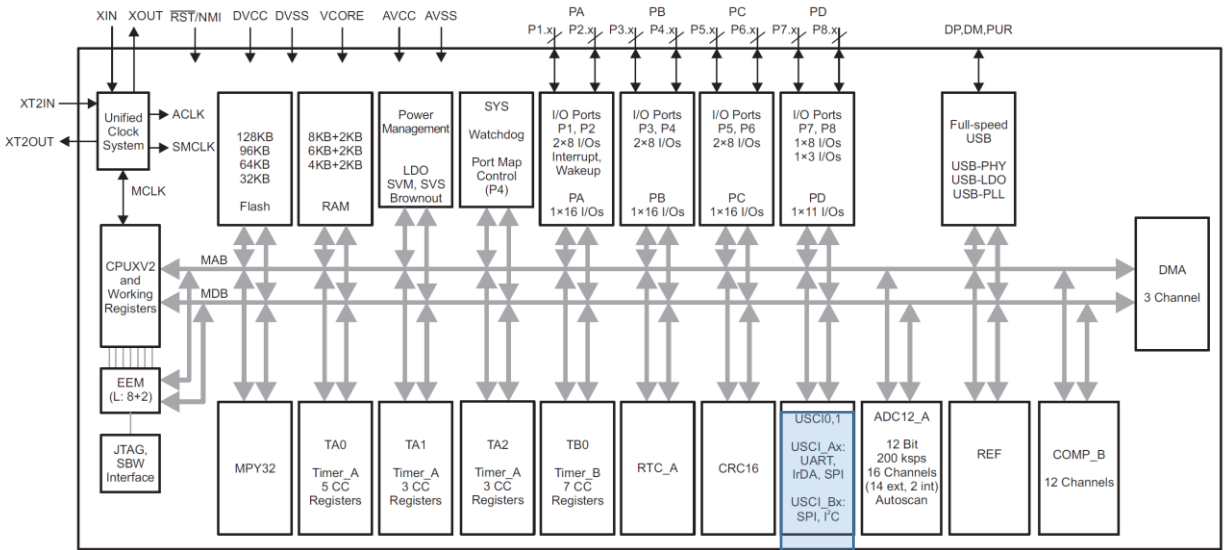 XIN XOUT RST/NMI DVCC DVSS VCORE AVCC AVSS PA PB PC PD DP,DM,PUR
P1.x P2.x P3.x P4.x P5.x P6.x P7.x P8.x
XT2IN
XT2OUT
Unified
Clock
System
ACLK
SMCLK
MCLK
128KB
96KB
64KB
32KB
Flash
8KB+2KB
6KB+2KB
4KB+2KB
RAM
Power
Management
LDO
SVM, SVS
Brownout
SYS
Watchdog
Port Map
Control
(P4)
I/O Ports
P1, P2
2×8 I/Os
Interrupt,
Wakeup
PA
1×16 I/Os
I/O Ports
P3, P4
2×8 I/Os
PB
1×16 I/Os
I/O Ports
P5, P6
2×8 I/Os
PC
1×16 I/Os
I/O Ports
P7, P8
1×8 I/Os
1×3 I/Os
PD
1×11 I/Os
Full-speed
USB
USB-PHY
USB-LDO
USB-PLL
CPUXV2
and
Working
Registers
MAB
MDB
DMA
3 Channel
EEM
(L: 8+2)
JTAG,
SBW
Interface
MPY32
TA0
Timer_A
5 CC
Registers
TA1
Timer_A
3 CC
Registers
TA2
Timer_A
3 CC
Registers
TB0
Timer_B
7 CC
Registers
RTC_A
CRC16
USCI0,1
USCI_Ax:
UART,
IrDA, SPI
USCI_Bx:
SPI, I²C
ADC12_A
12 Bit
200 ksps
16 Channels
(14 ext, 2 int)
Autoscan
REF
COMP_B
12 Channels